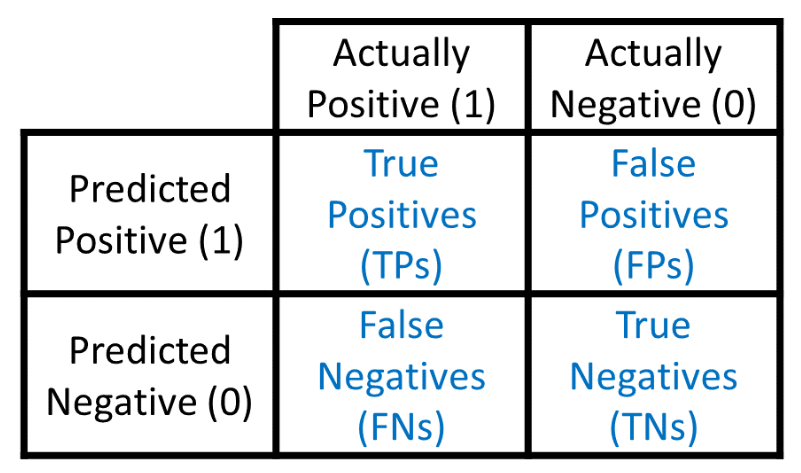 Actually
Positive (1)
Actually
Negative (0)
Predicted
Positive (1)
True
Positives
(TPs)
False
Positives
(FPs)
Predicted
Negative (0)
False
Negatives
(FNs)
True
Negatives
(TNs)